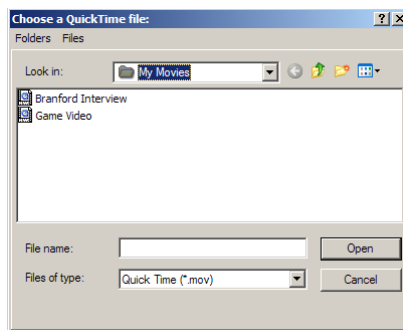 Choose a QuickTime file:
Folders Files
Look in: My Movies
Branford Interview
Game Video
File name: Open
Files of type: Quick Time (*.mov) Cancel